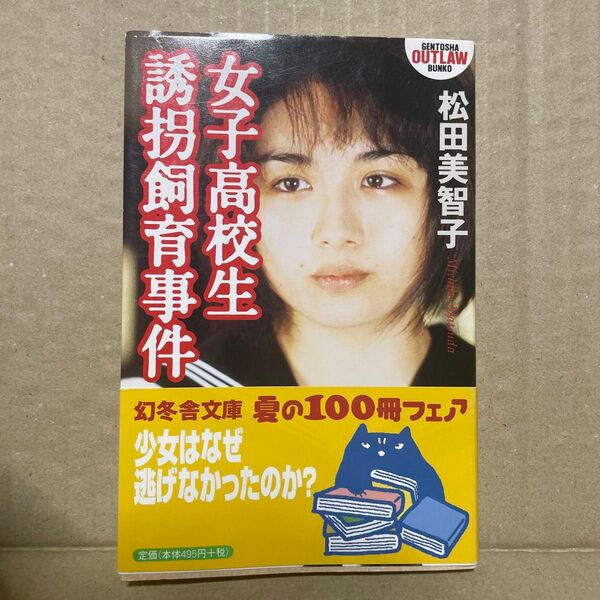 GENTOSHA
OUTLAW
BUNKO
女子高校生
誘拐飼育事件
松田美智子
幻冬舎文庫 夏の100冊フェア
少女はなぜ
逃げなかったのか?
定価(本体495円+税)